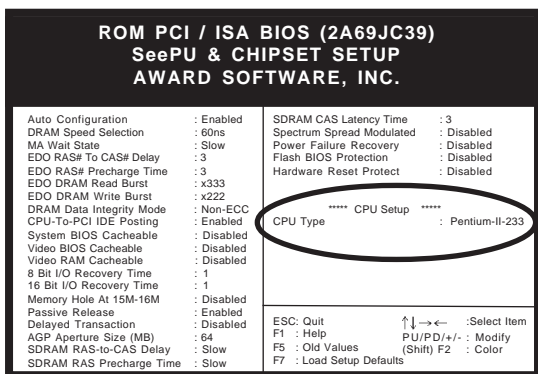 ROM PCI / ISA BIOS (2A69JC39)
SeePU & CHIPSET SETUP
AWARD SOFTWARE, INC.
Auto Configuration : Enabled
DRAM Speed Selection : 60ns
MA Wait State : Slow
EDO RAS# To CAS# Delay : 3
EDO RAS# Precharge Time : 3
EDO DRAM Read Burst : x333
EDO DRAM Write Burst : x222
DRAM Data Integrity Mode : Non-ECC
CPU-To-PCI IDE Posting : Enabled
System BIOS Cacheable : Disabled
Video BIOS Cacheable : Disabled
Video RAM Cacheable : Disabled
8 Bit I/O Recovery Time : 1
16 Bit I/O Recovery Time : 1
Memory Hole At 15M-16M : Disabled
Passive Release : Enabled
Delayed Transaction : Disabled
AGP Aperture Size (MB) : 64
SDRAM RAS-to-CAS Delay : Slow
SDRAM RAS Precharge Time : Slow
SDRAM CAS Latency Time : 3
Spectrum Spread Modulated : Disabled
Power Failure Recovery : Disabled
Flash BIOS Protection : Disabled
Hardware Reset Protect : Disabled
***** CPU Setup *****
CPU Type : Pentium-II-233
ESC: Quit ↑↓→← :Select Item
F1 : Help PU/PD/+/- : Modify
F5 : Old Values (Shift) F2 : Color
F7 : Load Setup Defaults